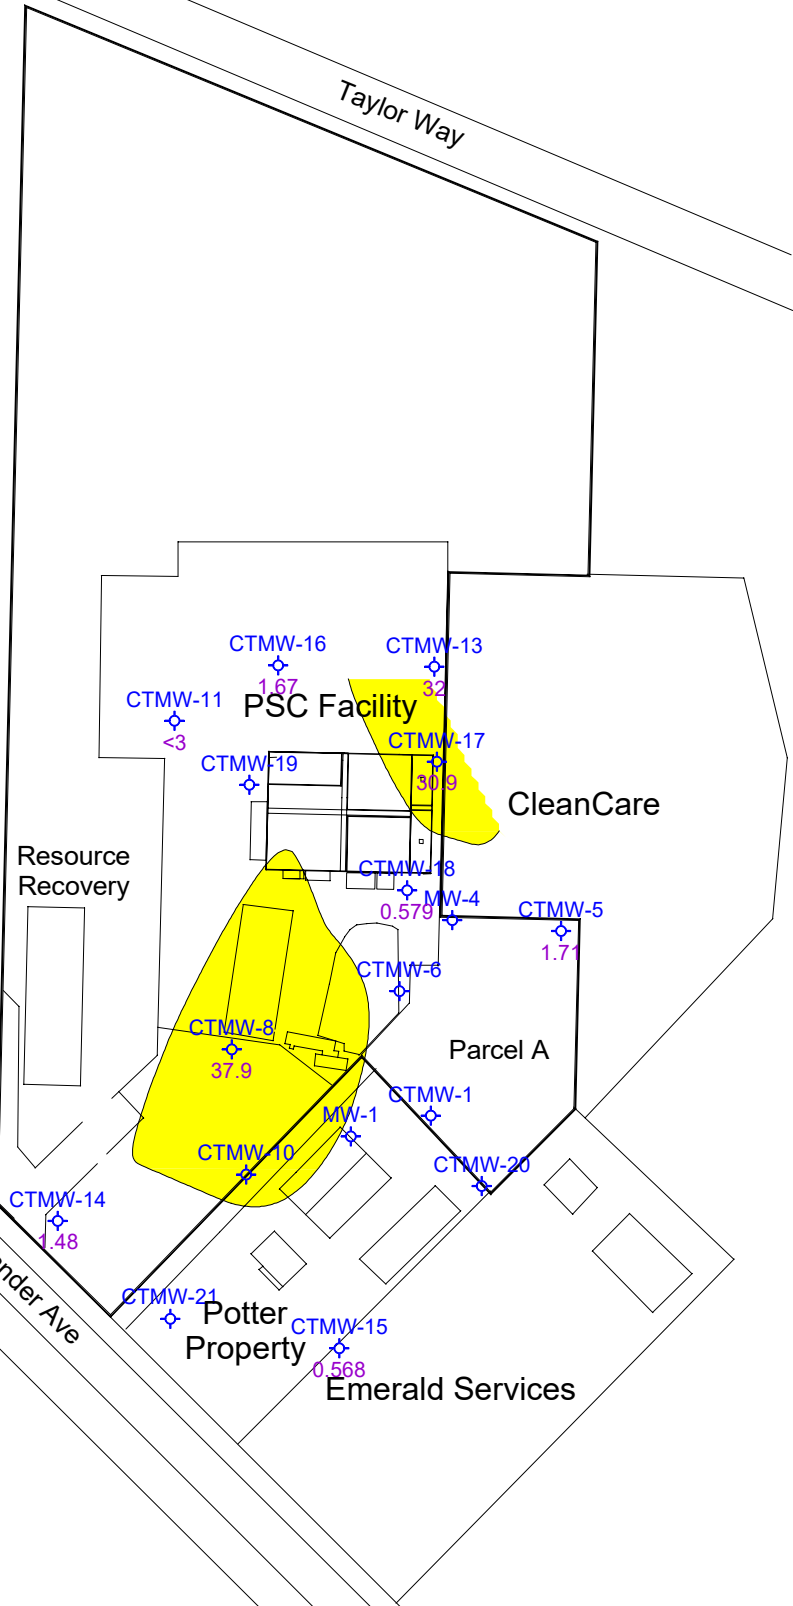 Taylor Way
CTMW-16
1.67
CTMW-13
32
CTMW-11
<3
PSC Facility
CTMW-17
30.9
CTMW-19
CleanCare
Resource
Recovery
CTMW-18
0.579
MW-4
CTMW-5
1.71
CTMW-6
CTMW-8
37.9
Parcel A
CTMW-1
MW-1
CTMW-10
CTMW-20
CTMW-14
1.48
nder Ave
CTMW-21
Potter
Property
CTMW-15
0.568
Emerald Services